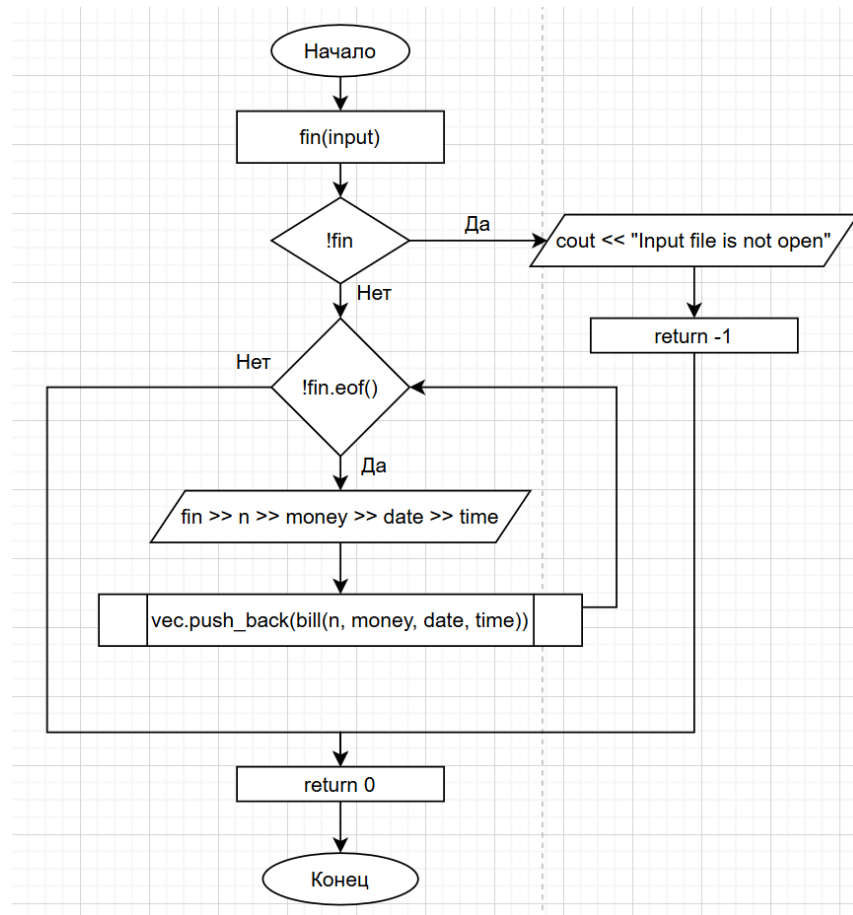 Начало
fin(input)
!fin
Да
cout << "Input file is not open"
Нет
return -1
Нет
!fin.eof()
Да
fin >> n >> money >> date >> time
vec.push_back(bill(n, money, date, time))
return 0
Конец